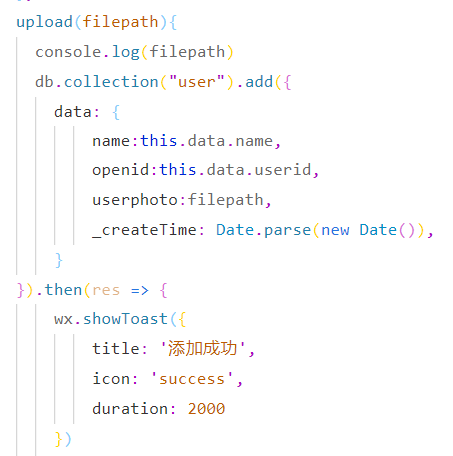 upload(filepath){
console.log(filepath)
db.collection("user").add({
data: {
name:this.data.name,
openid:this.data.userid,
userphoto:filepath,
_createTime: Date.parse(new Date()),
}
}).then(res => {
wx.showToast({
title: '添加成功',
icon: 'success',
duration: 2000
})